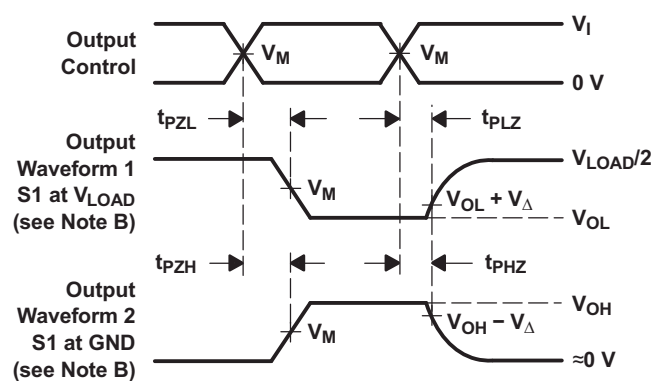 Output
Control
V_M
V_M
V_I
0 V
t_PZL
t_PLZ
Output
Waveform 1
S1 at V_LOAD
(see Note B)
V_M
V_LOAD/2
V_OL + V_Δ
V_OL
t_PZH
t_PHZ
Output
Waveform 2
S1 at GND
(see Note B)
V_M
V_OH
V_OH − V_Δ
≈0 V